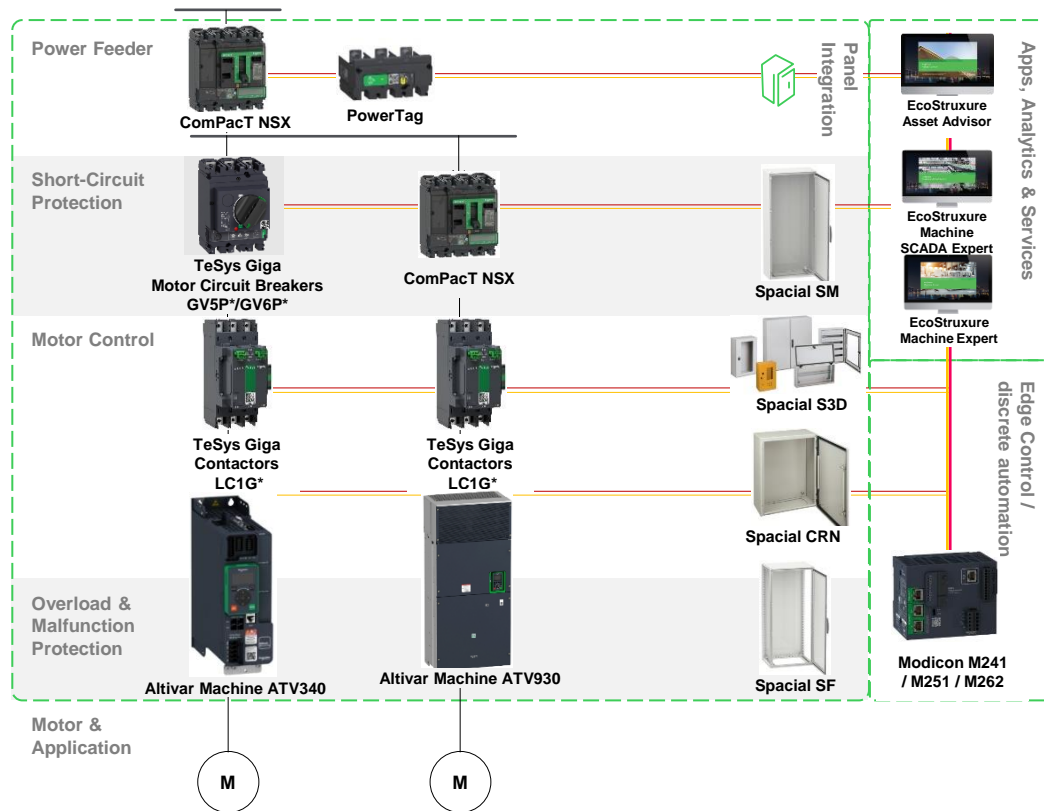 Power Feeder
ComPacT NSX
PowerTag
Panel
Integration
EcoStruxure
Asset Advisor
Apps, Analytics & Services
Short-Circuit
Protection
TeSys Giga
Motor Circuit Breakers
GV5P*/GV6P*
ComPacT NSX
Spacial SM
EcoStruxure
Machine
SCADA Expert
EcoStruxure
Machine Expert
Motor Control
TeSys Giga
Contactors
LC1G*
TeSys Giga
Contactors
LC1G*
Spacial S3D
Spacial CRN
Edge Control /
discrete automation
Overload &
Malfunction
Protection
Altivar Machine ATV340
Altivar Machine ATV930
Spacial SF
Modicon M241
/ M251 / M262
Motor &
Application
M
M